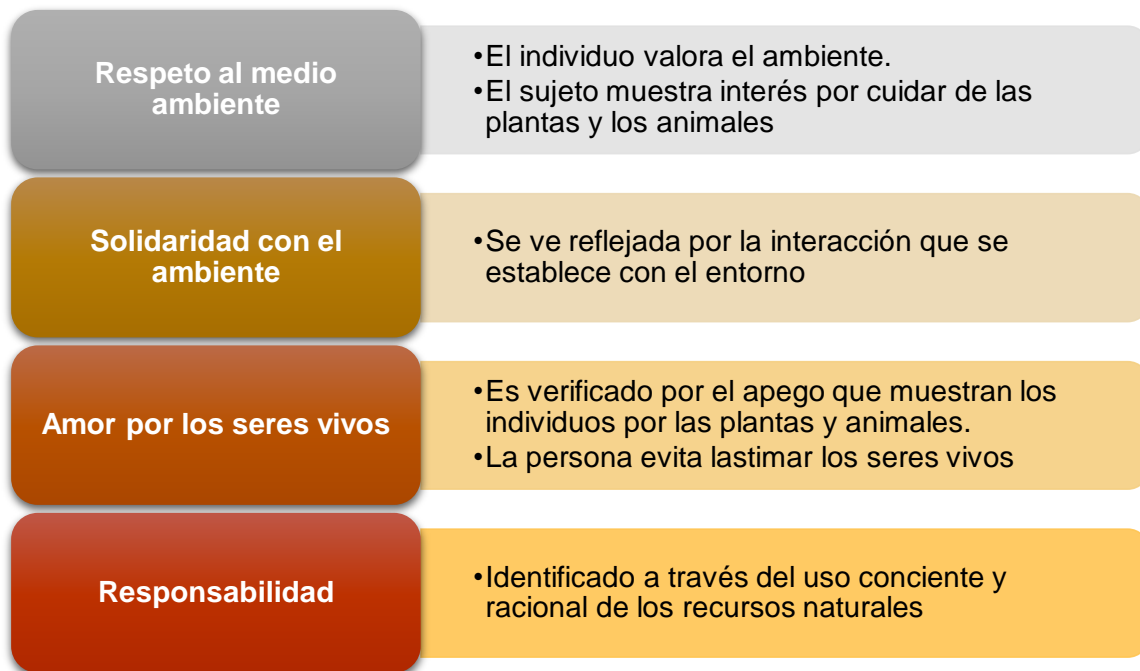 Respeto al medio
ambiente
•El individuo valora el ambiente.
•El sujeto muestra interés por cuidar de las
plantas y los animales
Solidaridad con el
ambiente
•Se ve reflejada por la interacción que se
establece con el entorno
Amor por los seres vivos
•Es verificado por el apego que muestran los
individuos por las plantas y animales.
•La persona evita lastimar los seres vivos
Responsabilidad
•Identificado a través del uso conciente y
racional de los recursos naturales